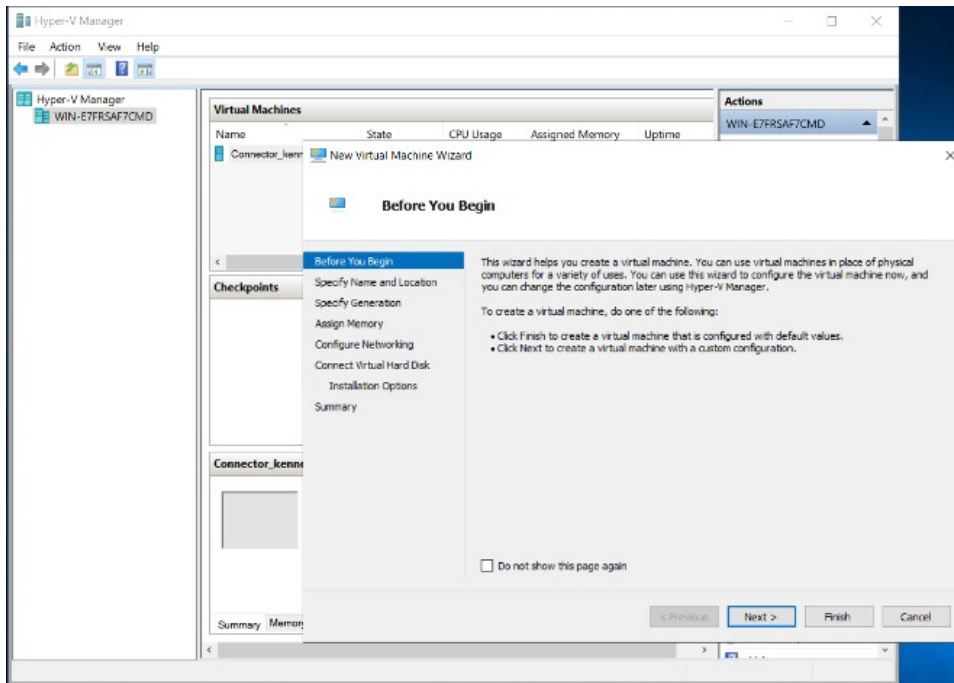 Hyper-V Manager
File Action View Help
Hyper-V Manager
WIN-E7FRSAF7CMD
Virtual Machines
Name State CPU Usage Assigned Memory Uptime
Connector_kenn
Actions
WIN-E7FRSAF7CMD
New Virtual Machine Wizard
Before You Begin
Before You Begin
Specify Name and Location
Specify Generation
Assign Memory
Configure Networking
Connect Virtual Hard Disk
Installation Options
Summary
This wizard helps you create a virtual machine. You can use virtual machines in place of physical
computers for a variety of uses. You can use this wizard to configure the virtual machine now, and
you can change the configuration later using Hyper-V Manager.
To create a virtual machine, do one of the following:
• Click Finish to create a virtual machine that is configured with default values.
• Click Next to create a virtual machine with a custom configuration.
Do not show this page again
< Previous Next > Finish Cancel
Checkpoints
Connector_kenne
Summary Memory